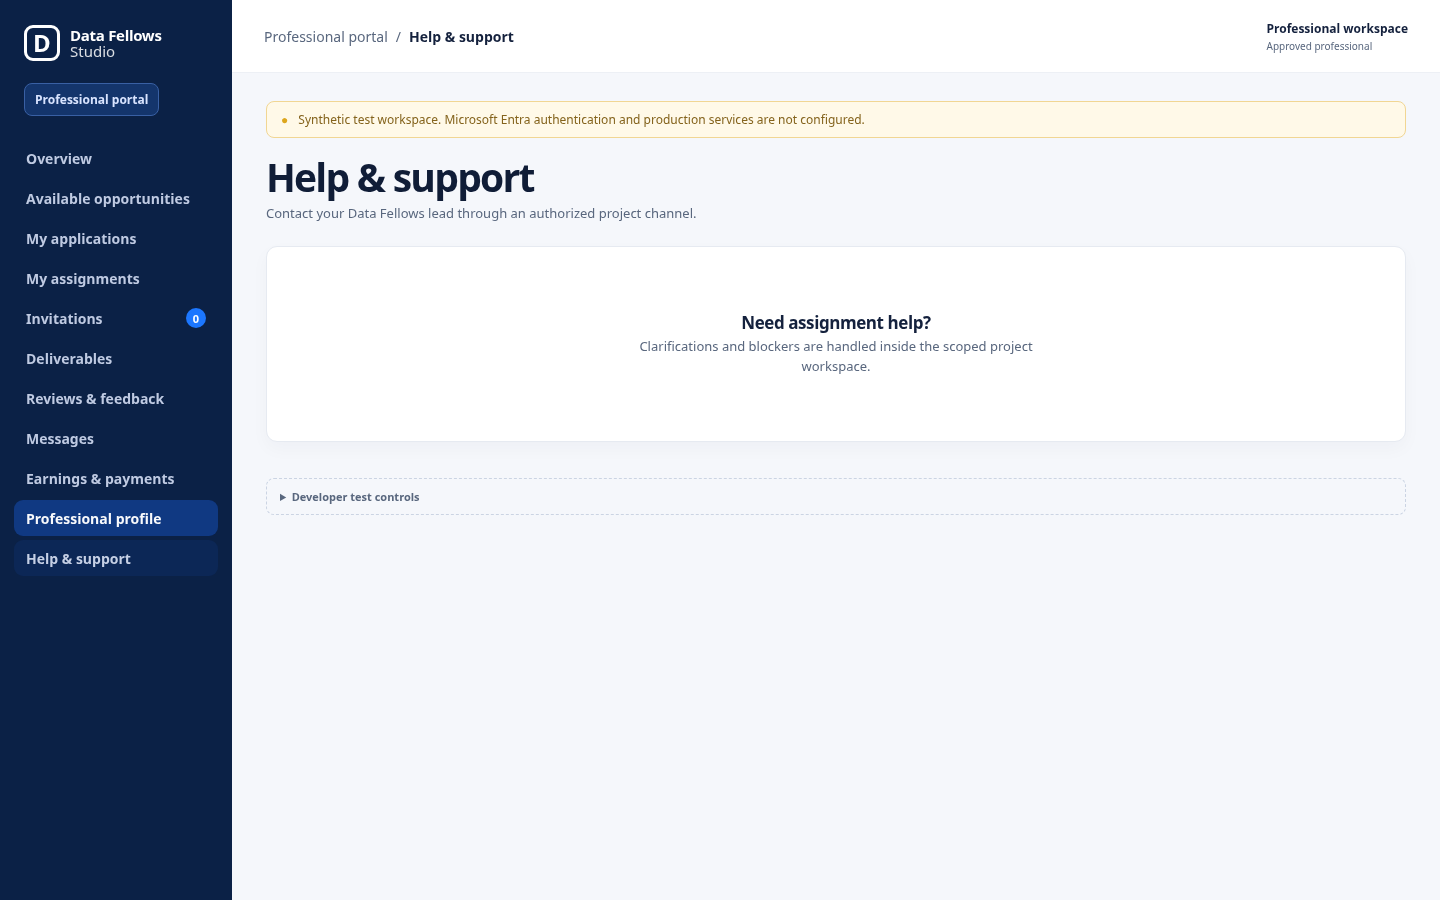 D
Data Fellows
Studio
Professional portal
Overview
Available opportunities
My applications
My assignments
Invitations 0
Deliverables
Reviews & feedback
Messages
Earnings & payments
Professional profile
Help & support
Professional portal / Help & support
Professional workspace
Approved professional
Synthetic test workspace. Microsoft Entra authentication and production services are not configured.
Help & support
Contact your Data Fellows lead through an authorized project channel.
Need assignment help?
Clarifications and blockers are handled inside the scoped project
workspace.
Developer test controls